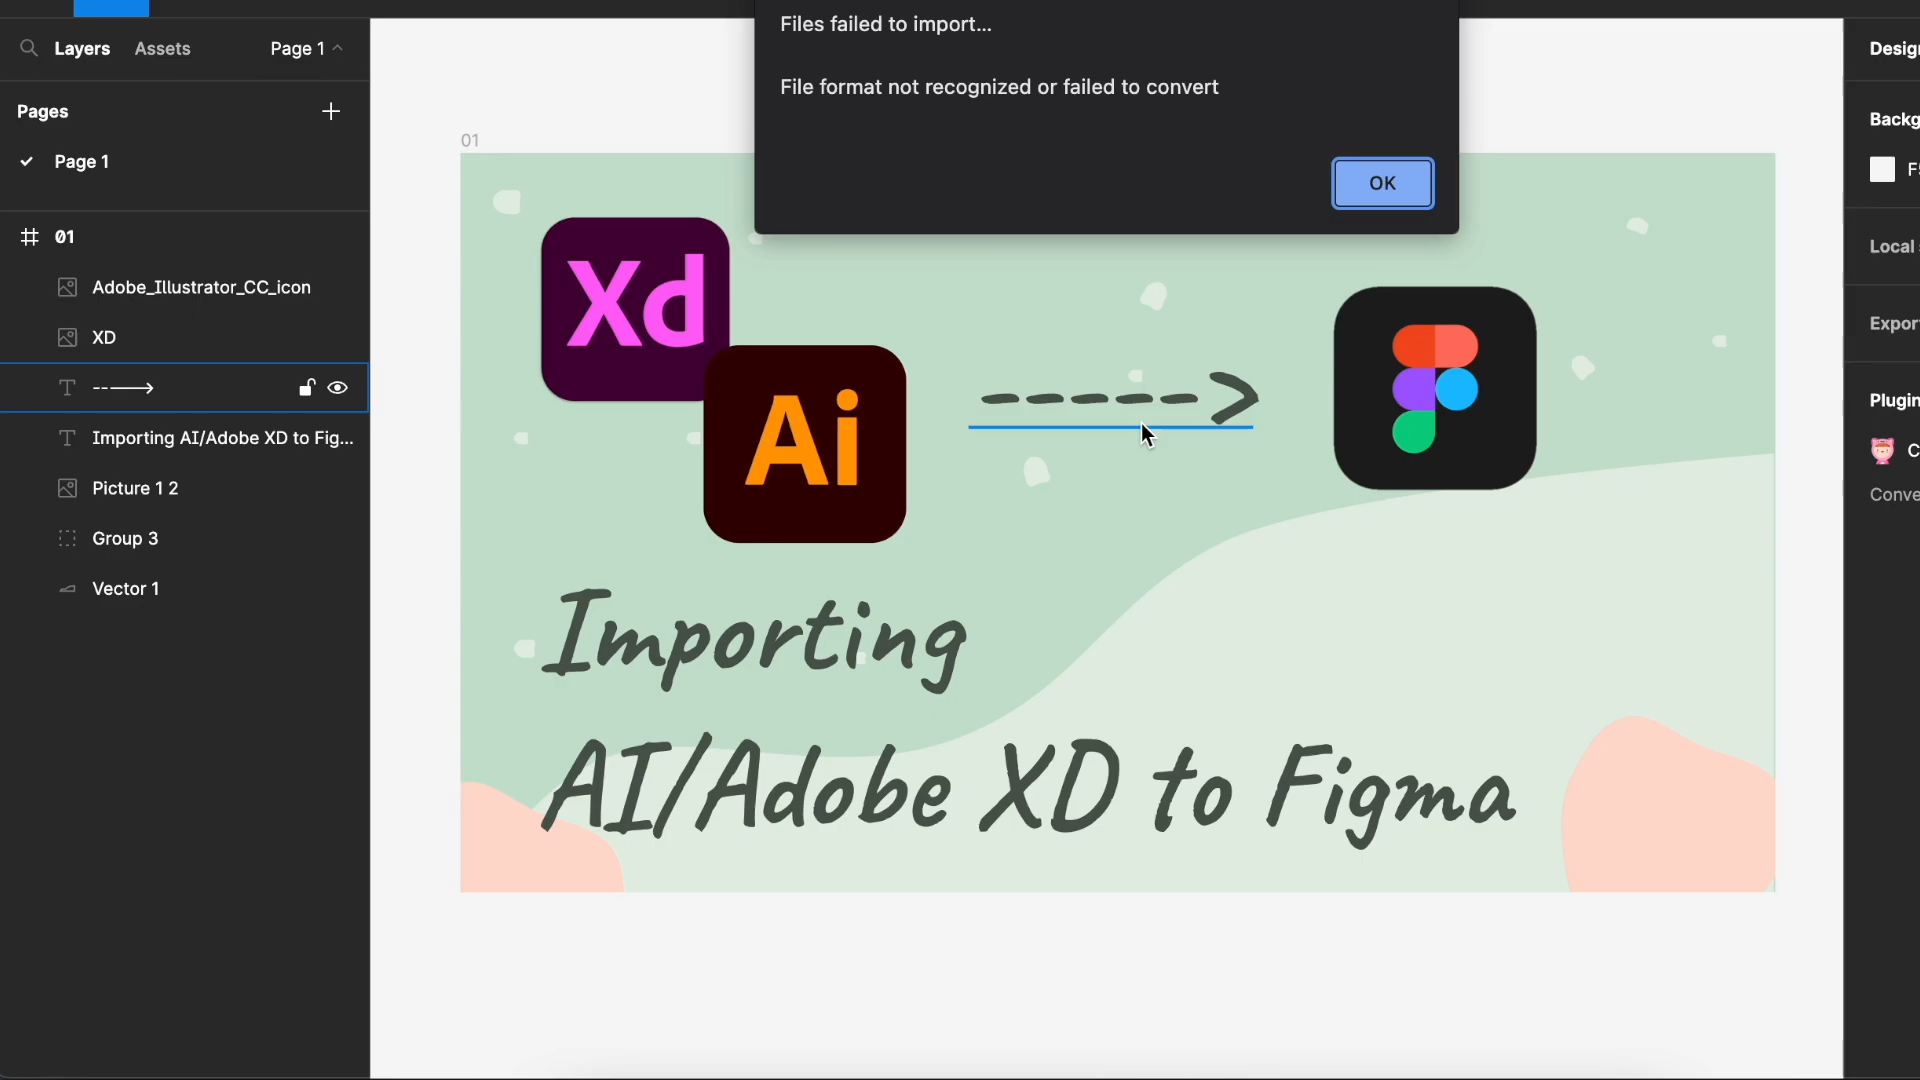 Files failed to import...
File format not recognized or failed to convert
OK
Layers Assets Page 1
Pages
Page 1
01
Adobe_Illustrator_CC_icon
XD
Importing AI/Adobe XD to Fig...
Picture 1 2
Group 3
Vector 1
01
Xd
Ai
Importing
AI/Adobe XD to Figma
Desig
Backg
F
Local
Expor
Plugin
C
Conve